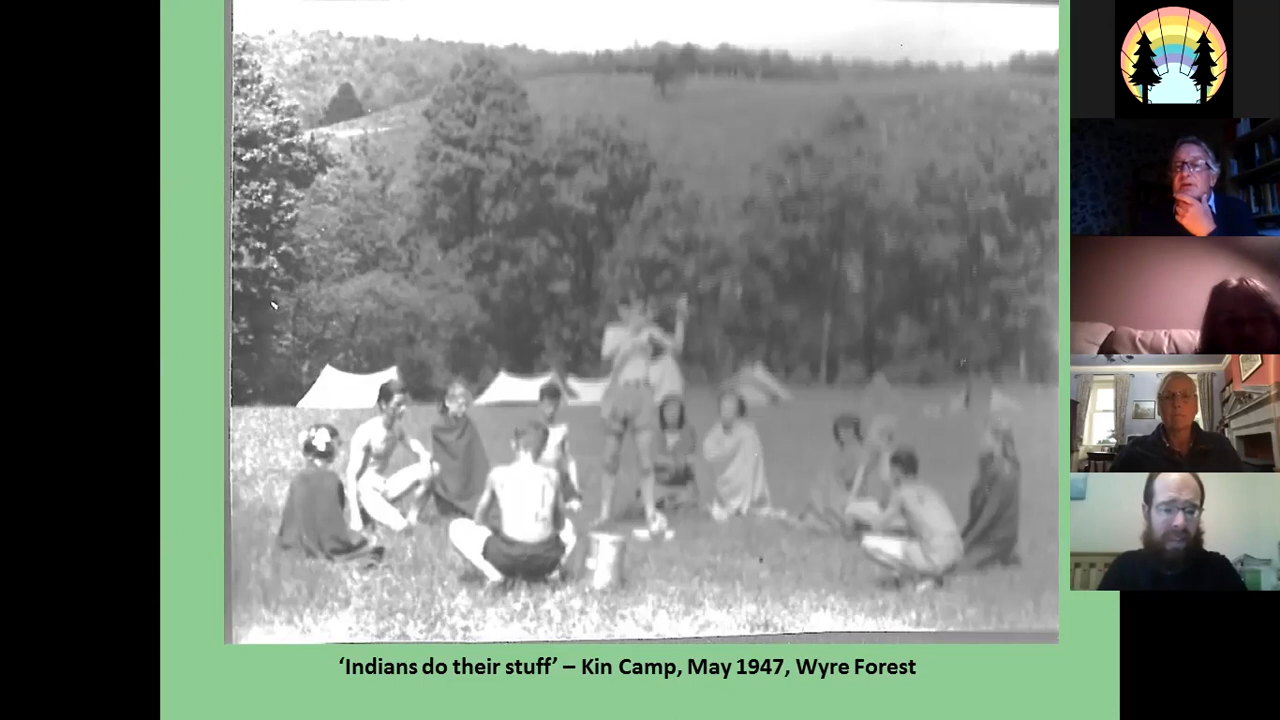 ‘Indians do their stuff’ – Kin Camp, May 1947, Wyre Forest